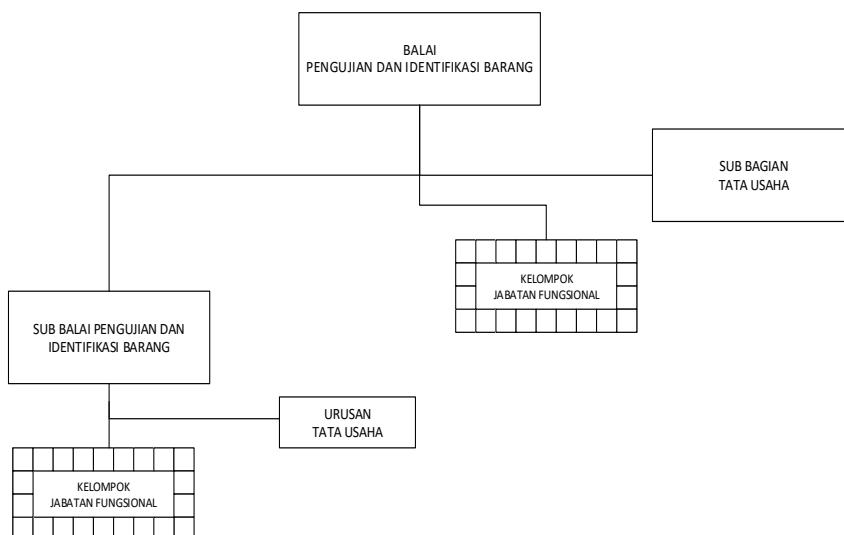 BALAI
PENGUJIAN DAN IDENTIFIKASI BARANG
SUB BAGIAN
TATA USAHA
KELOMPOK
JABATAN FUNGSIONAL
SUB BALAI PENGUJIAN DAN
IDENTIFIKASI BARANG
URUSAN
TATA USAHA
KELOMPOK
JABATAN FUNGSIONAL